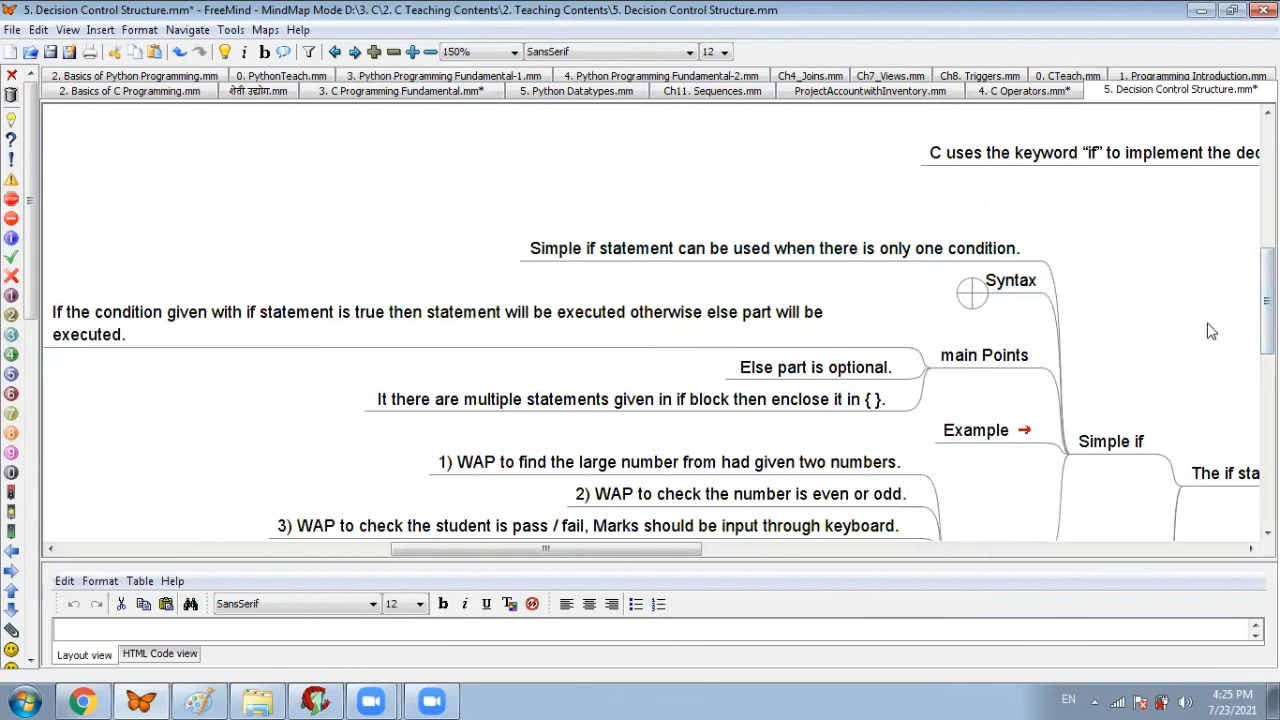 5. Decision Control Structure.mm* - FreeMind - MindMap Mode D:\3. C\2. C Teaching Contents\2. Teaching Contents\5. Decision Control Structure.mm
File Edit View Insert Format Navigate Tools Maps Help
150% SansSerif 12
2. Basics of Python Programming.mm 0. PythonTeach.mm 3. Python Programming Fundamental-1.mm 4. Python Programming Fundamental-2.mm Ch4_Joins.mm Ch7_Views.mm Ch8. Triggers.mm 0. CTeach.mm 1. Programming Introduction.mm
2. Basics of C Programming.mm शेती उद्योग.mm 3. C Programming Fundamental.mm* 5. Python Datatypes.mm Ch11. Sequences.mm ProjectAccountwithInventory.mm 4. C Operators.mm* 5. Decision Control Structure.mm*
C uses the keyword “if” to implement the dec
Simple if statement can be used when there is only one condition.
Syntax
If the condition given with if statement is true then statement will be executed otherwise else part will be
executed.
main Points
Else part is optional.
It there are multiple statements given in if block then enclose it in { }.
Example
Simple if
1) WAP to find the large number from had given two numbers.
The if sta
2) WAP to check the number is even or odd.
3) WAP to check the student is pass / fail, Marks should be input through keyboard.
Edit Format Table Help
SansSerif 12
Layout view HTML Code view
EN
4:25 PM
7/23/2021